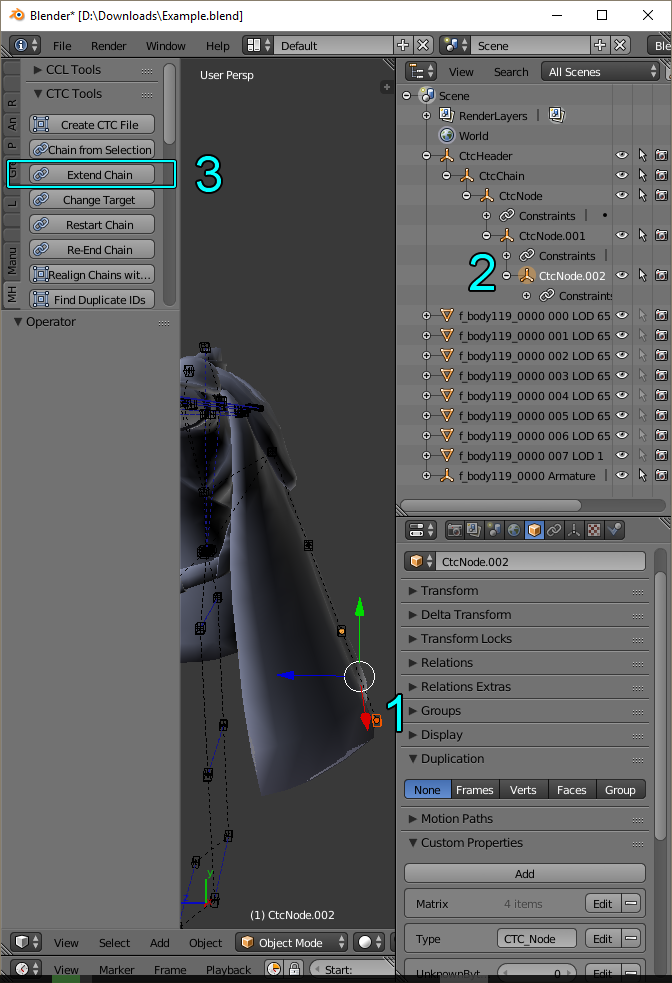 Blender* [D:\Downloads\Example.blend]
File Render Window Help Default Scene Ble
CCL Tools
CTC Tools
Create CTC File
Chain from Selection
Extend Chain
Change Target
Restart Chain
Re-End Chain
Realign Chains wit...
Find Duplicate IDs
Operator
R
An
P
L
Manu
MH
3
User Persp
1
(1) CtcNode.002
View Select Add Object Object Mode
View Marker Frame Playback Start:
View Search All Scenes
Scene
RenderLayers
World
CtcHeader
CtcChain
CtcNode
Constraints
CtcNode.001
Constraints
2
CtcNode.002
Constraints
f_body119_0000 000 LOD 65
f_body119_0000 001 LOD 65
f_body119_0000 002 LOD 65
f_body119_0000 003 LOD 65
f_body119_0000 004 LOD 65
f_body119_0000 005 LOD 65
f_body119_0000 006 LOD 65
f_body119_0000 007 LOD 1
f_body119_0000 Armature
CtcNode.002
Transform
Delta Transform
Transform Locks
Relations
Relations Extras
Groups
Display
Duplication
None Frames Verts Faces Group
Motion Paths
Custom Properties
Add
Matrix 4 items Edit
Type CTC_Node Edit
UnknownByt 0 Edit
y
z